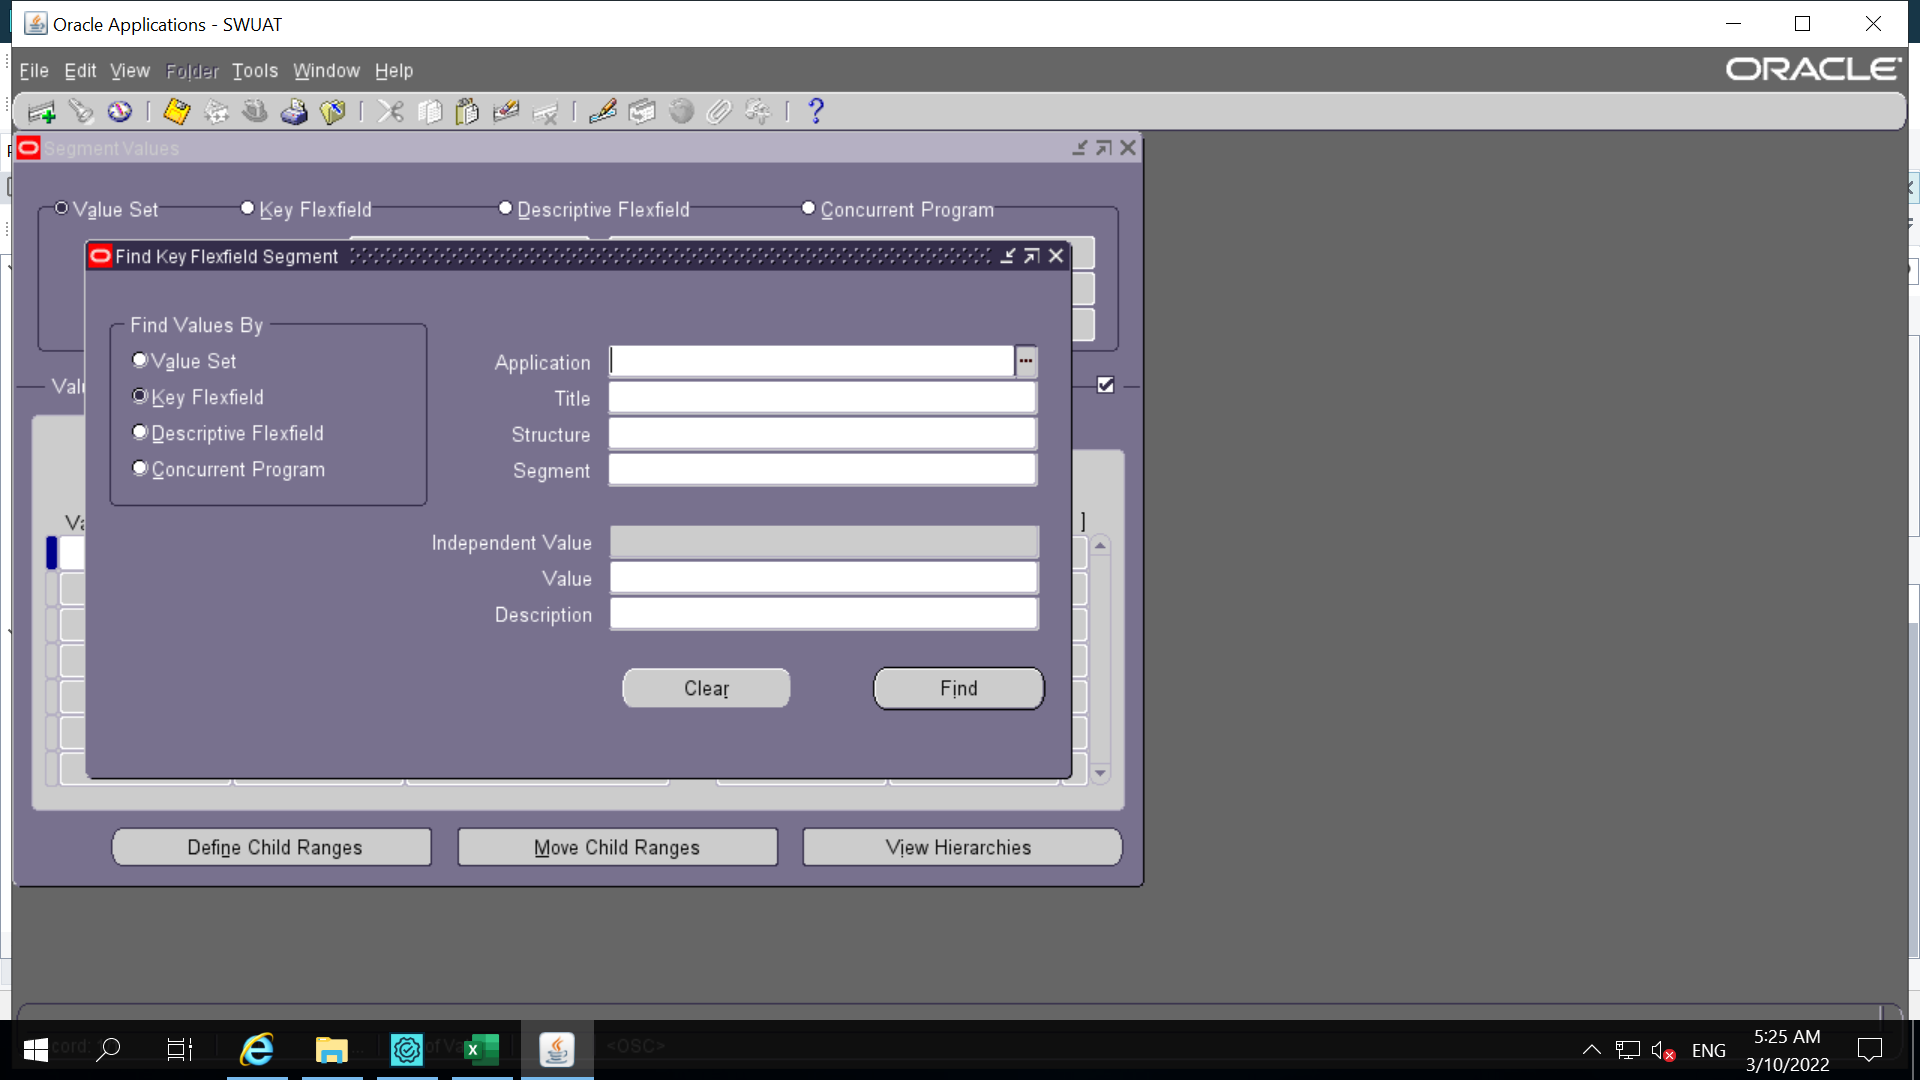 Oracle Applications - SWUAT
File Edit View Folder Tools Window Help
ORACLE
Segment Values
Value Set Key Flexfield Descriptive Flexfield Concurrent Program
Find Key Flexfield Segment
Find Values By
Value Set
Key Flexfield
Descriptive Flexfield
Concurrent Program
Application
Title
Structure
Segment
Independent Value
Value
Description
Clear Find
]
Define Child Ranges Move Child Ranges View Hierarchies
<OSC>
ENG
5:25 AM
3/10/2022